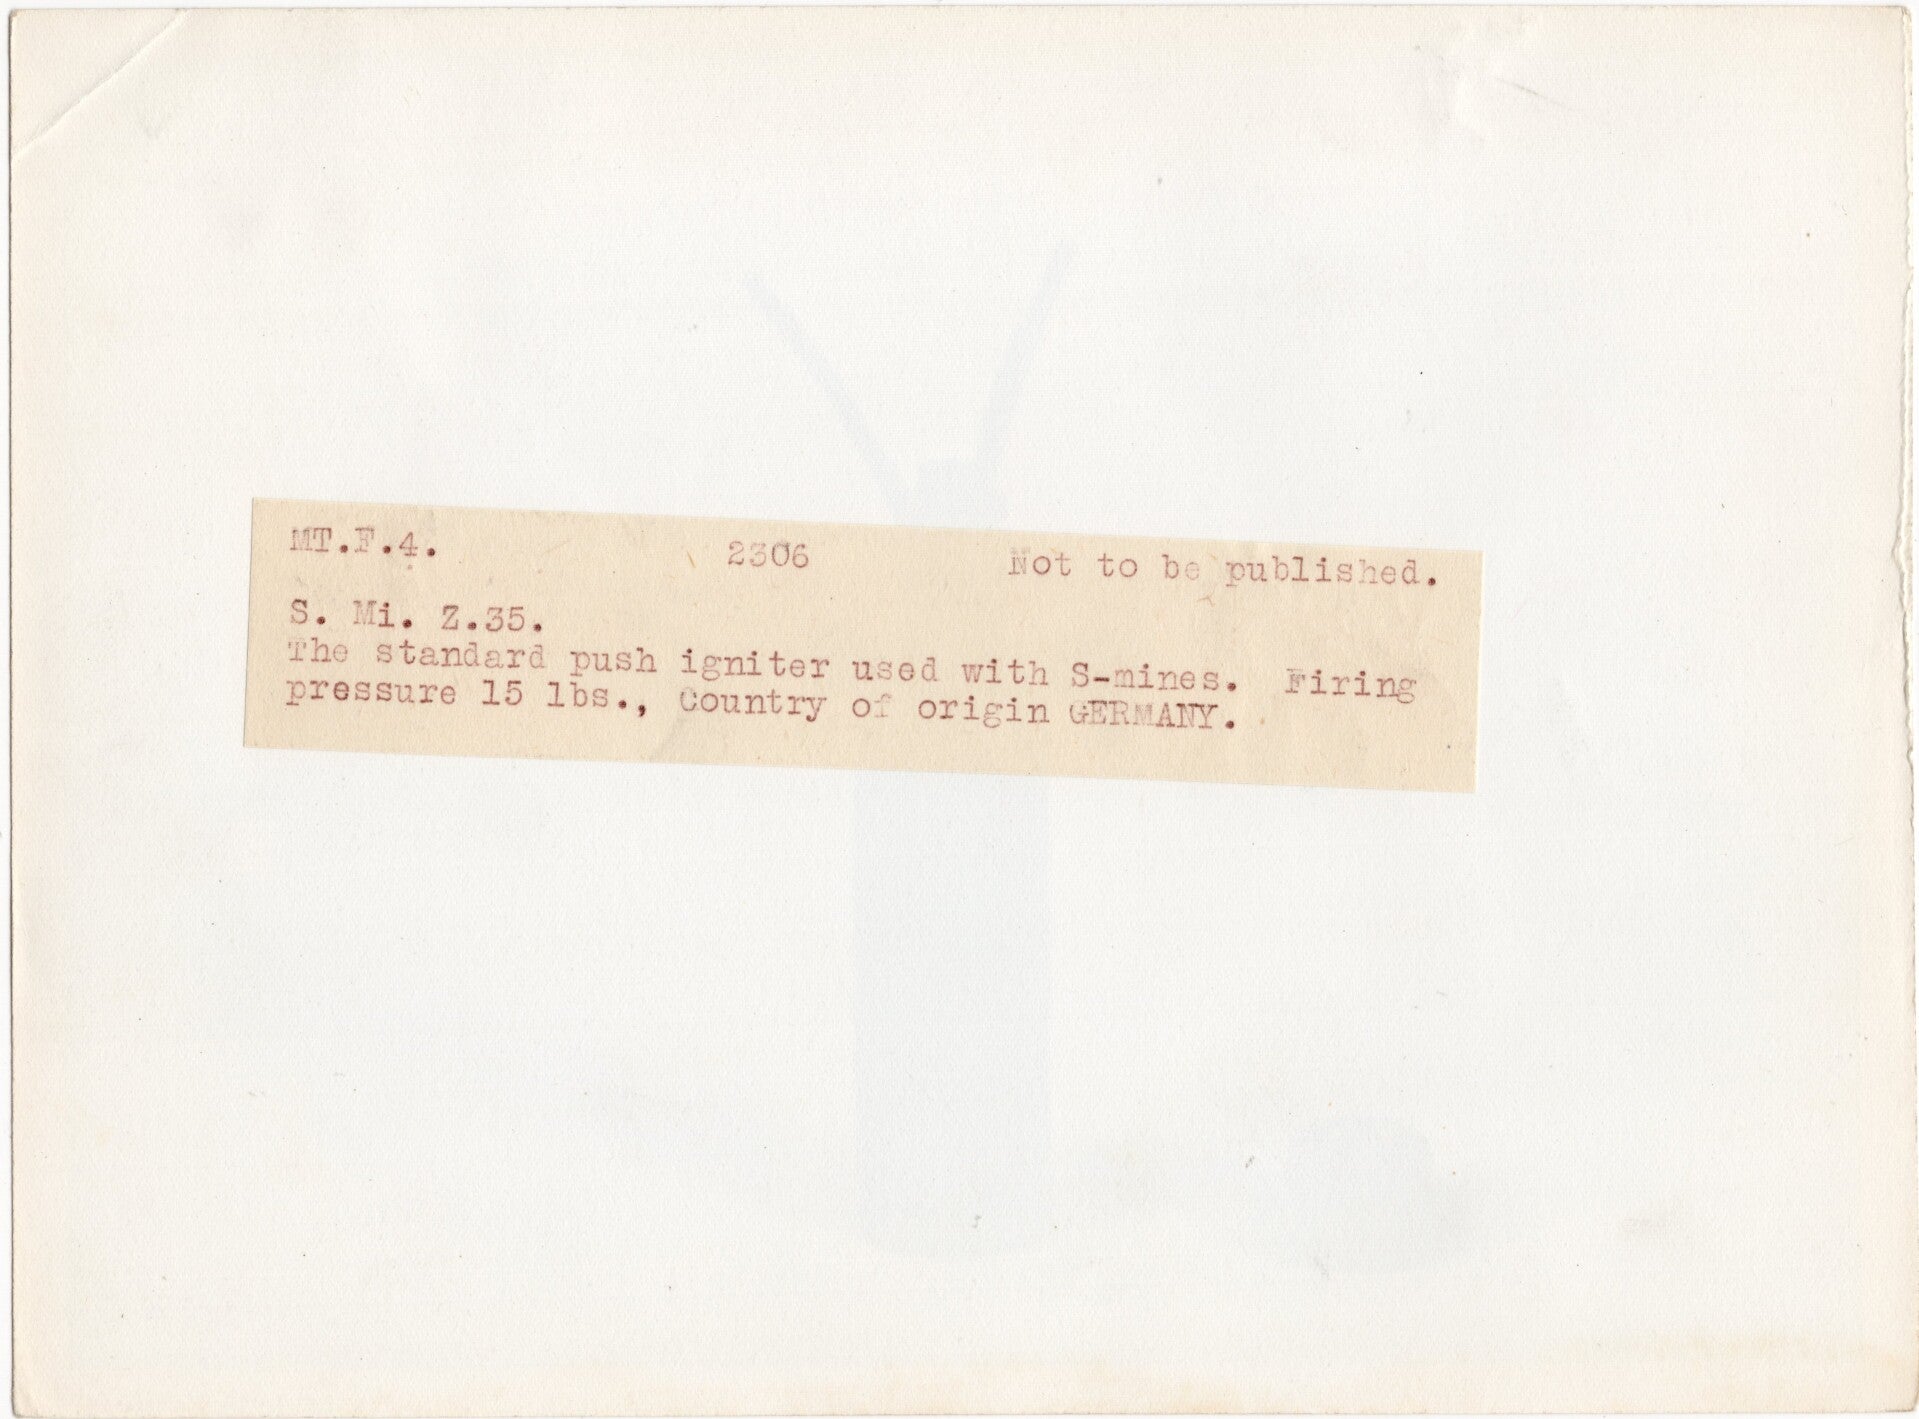 MT.F.4. 2306 Not to be published.
S. Mi. Z.35.
The standard push igniter used with S-mines. Firing
pressure 15 lbs., Country of origin GERMANY.